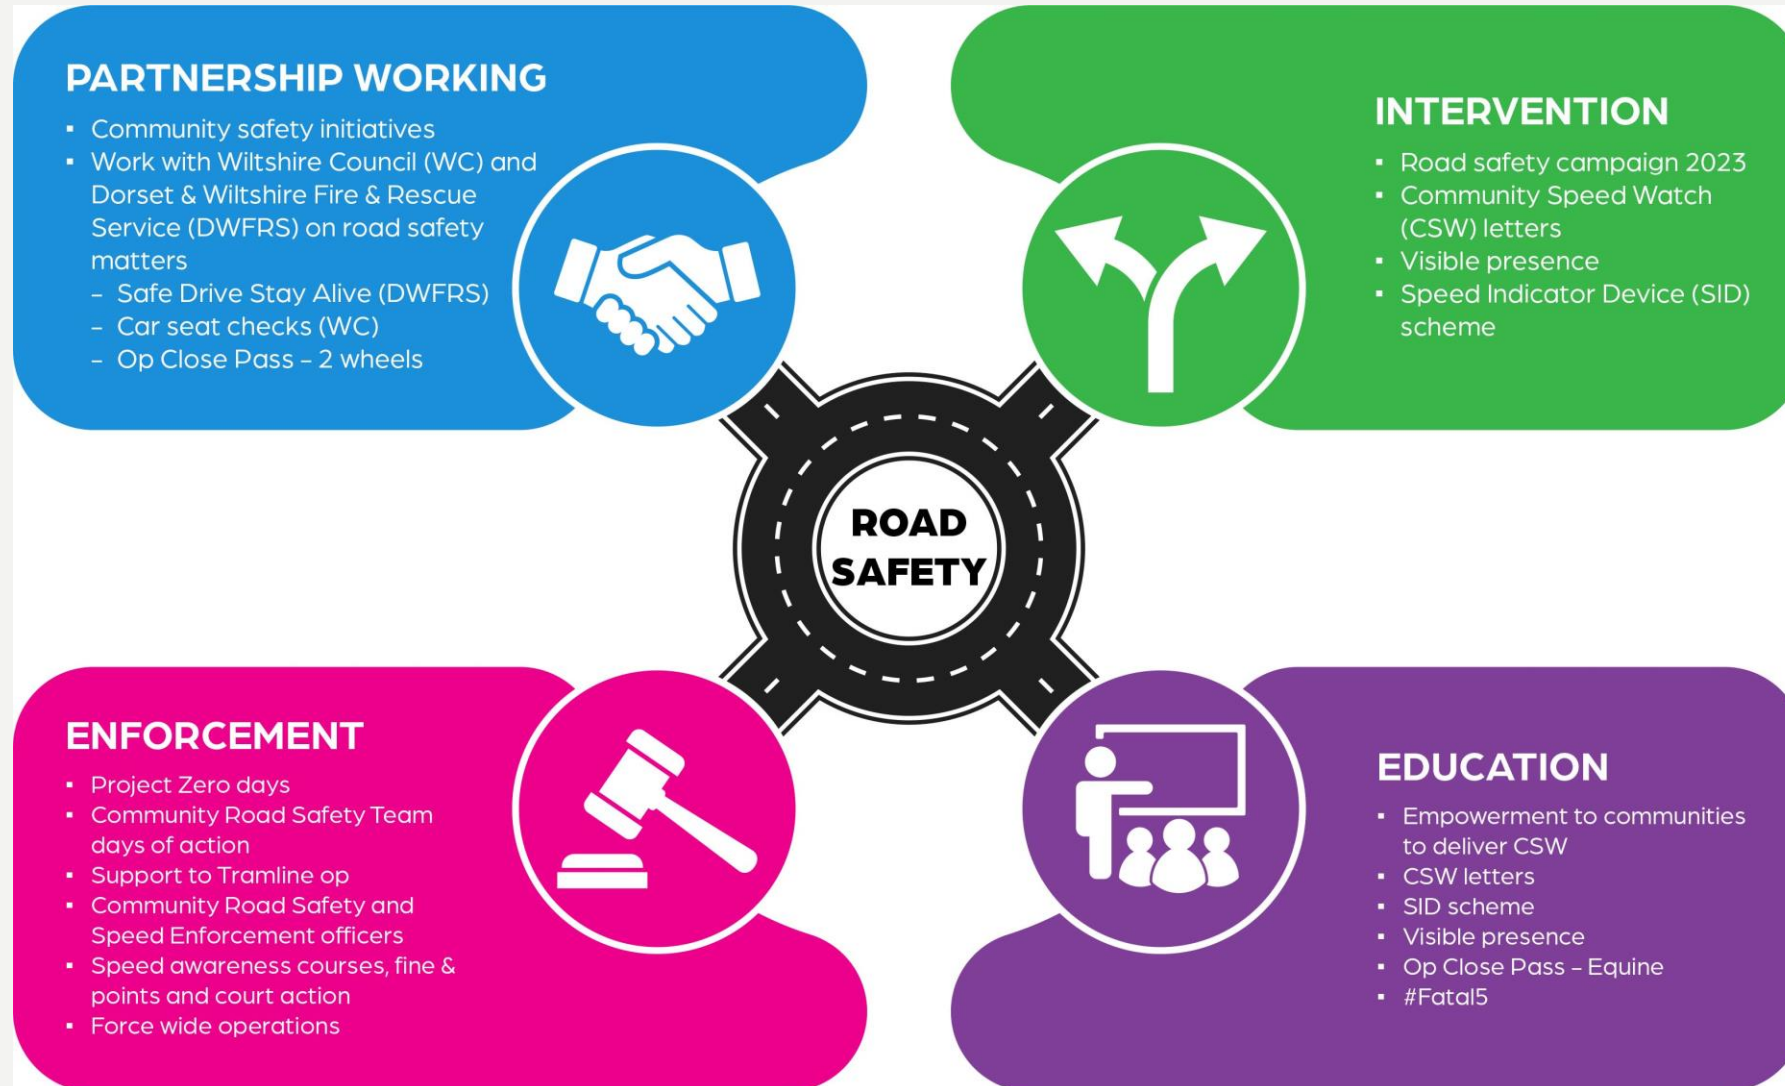 PARTNERSHIP WORKING
▪ Community safety initiatives
▪ Work with Wiltshire Council (WC) and
Dorset & Wiltshire Fire & Rescue
Service (DWFRS) on road safety
matters
– Safe Drive Stay Alive (DWFRS)
– Car seat checks (WC)
– Op Close Pass – 2 wheels
INTERVENTION
▪ Road safety campaign 2023
▪ Community Speed Watch
(CSW) letters
▪ Visible presence
▪ Speed Indicator Device (SID)
scheme
ROAD
SAFETY
ENFORCEMENT
▪ Project Zero days
▪ Community Road Safety Team
days of action
▪ Support to Tramline op
▪ Community Road Safety and
Speed Enforcement officers
▪ Speed awareness courses, fine &
points and court action
▪ Force wide operations
EDUCATION
▪ Empowerment to communities
to deliver CSW
▪ CSW letters
▪ SID scheme
▪ Visible presence
▪ Op Close Pass – Equine
▪ #Fatal5